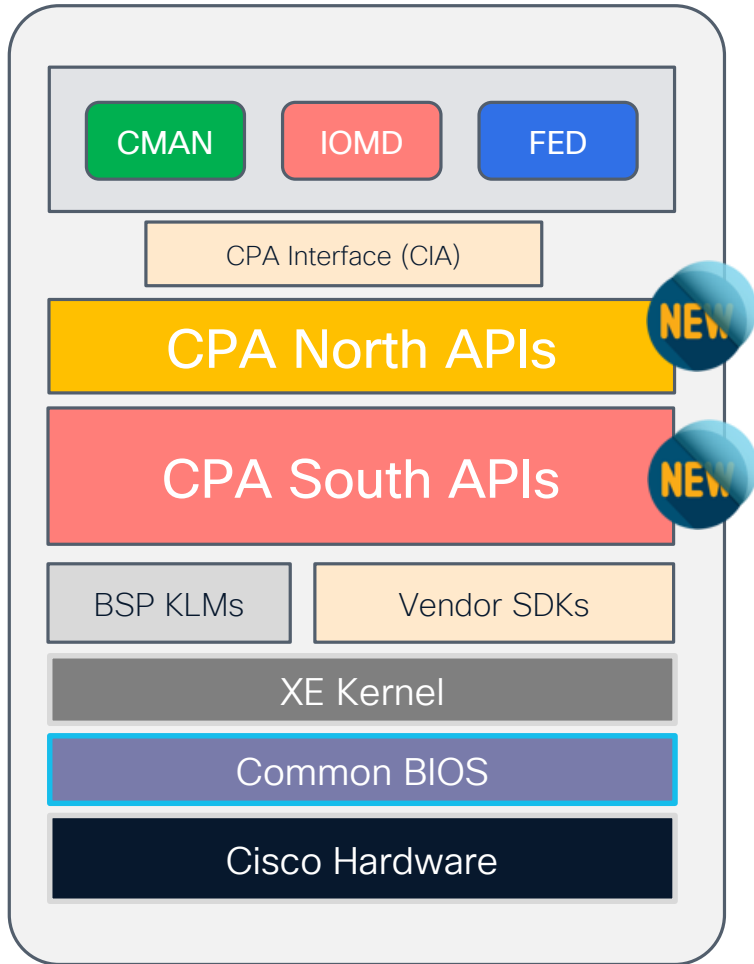 CMAN
IOMD
FED
CPA Interface (CIA)
CPA North APIs
NEW
CPA South APIs
NEW
BSP KLMs
Vendor SDKs
XE Kernel
Common BIOS
Cisco Hardware